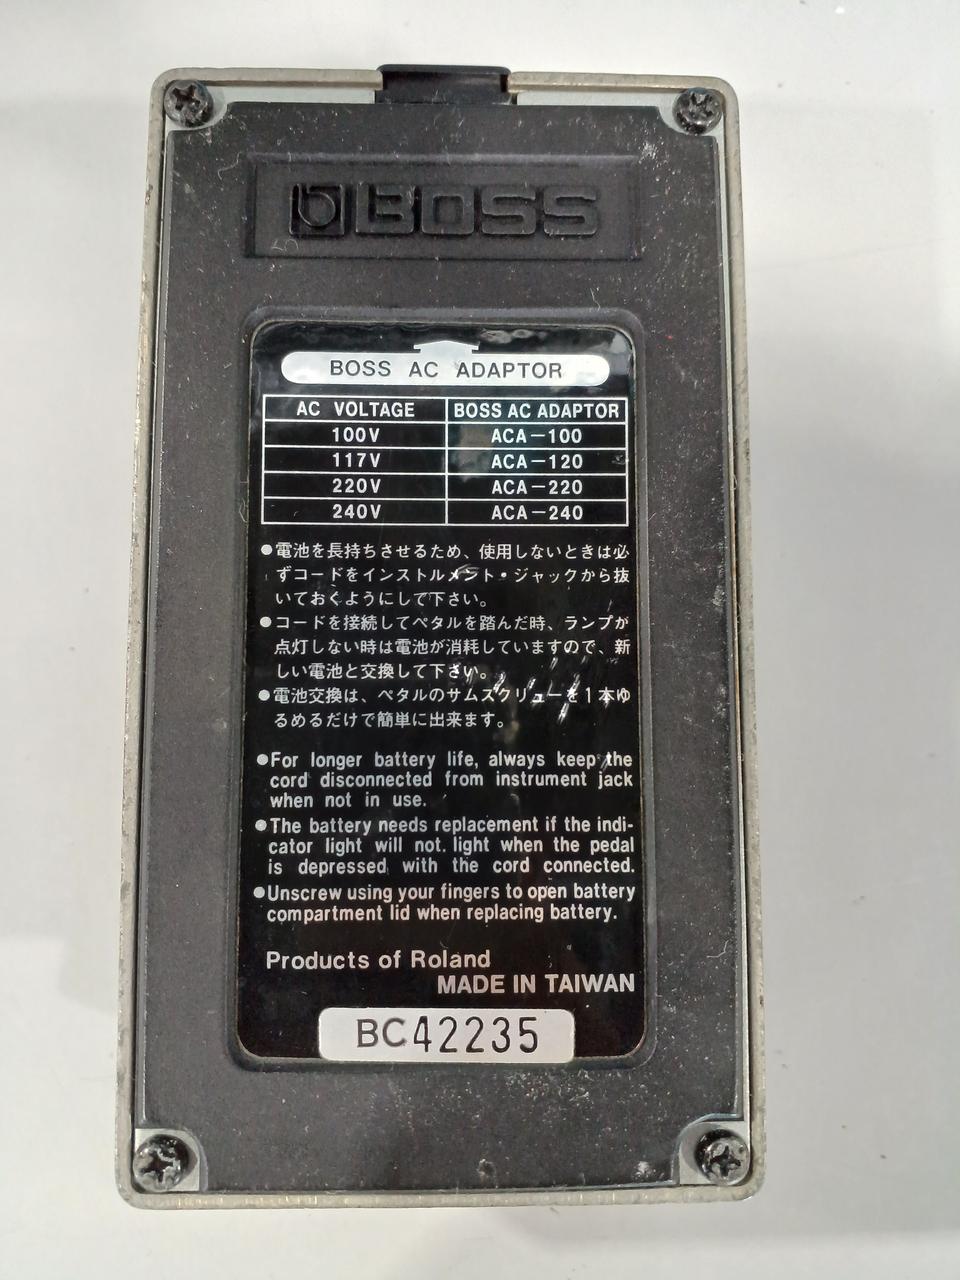 BOSS
BOSS AC ADAPTOR
AC VOLTAGE BOSS AC ADAPTOR
100V ACA-100
117V ACA-120
220V ACA-220
240V ACA-240
●電池を長持ちさせるため、使用しないときは必
ずコードをインストルメント・ジャックから抜
いておくようにして下さい。
●コードを接続してペタルを踏んだ時、ランプが
点灯しない時は電池が消耗していますので、新
しい電池と交換して下さい。
●電池交換は、ペタルのサムスクリューを1本ゆ
るめるだけで簡単に出来ます。
●For longer battery life, always keep the
cord disconnected from instrument jack
when not in use.
●The battery needs replacement if the indi-
cator light will not. light when the pedal
is depressed with the cord connected.
●Unscrew using your fingers to open battery
compartment lid when replacing battery.
Products of Roland
MADE IN TAIWAN
BC42235